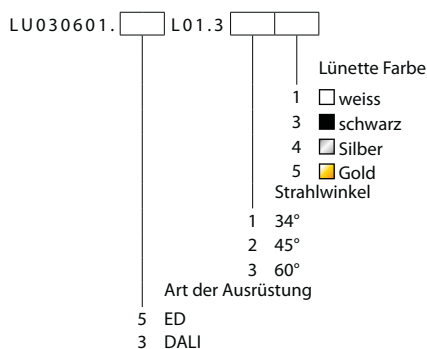 LU030601. L01.3
Lünette Farbe
1 weiss
3 schwarz
4 Silber
5 Gold
Strahlwinkel
1 34°
2 45°
3 60°
Art der Ausrüstung
5 ED
3 DALI